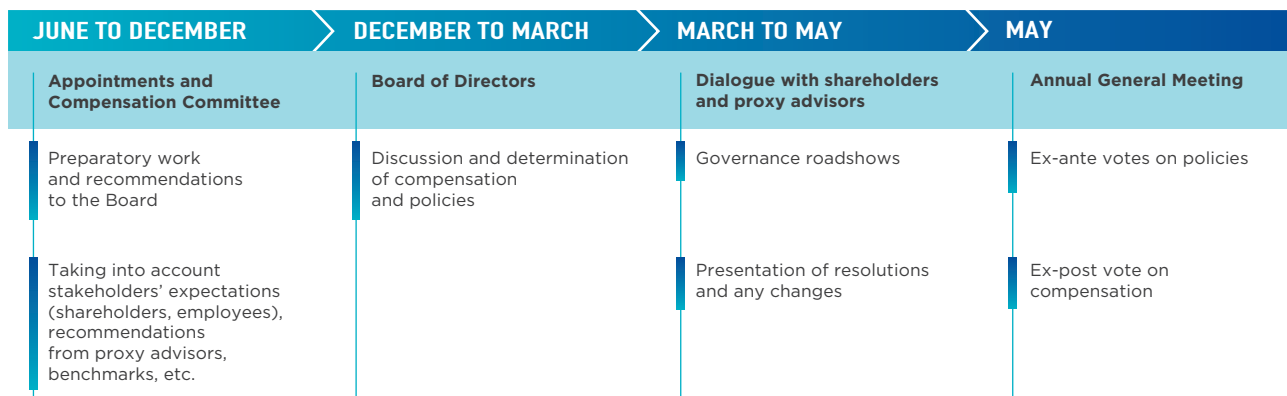 JUNE TO DECEMBER
DECEMBER TO MARCH
MARCH TO MAY
MAY
Appointments and
Compensation Committee
Board of Directors
Dialogue with shareholders
and proxy advisors
Annual General Meeting
Preparatory work
and recommendations
to the Board
Discussion and determination
of compensation
and policies
Governance roadshows
Ex-ante votes on policies
Taking into account
stakeholders’ expectations
(shareholders, employees),
recommendations
from proxy advisors,
benchmarks, etc.
Presentation of resolutions
and any changes
Ex-post vote on
compensation